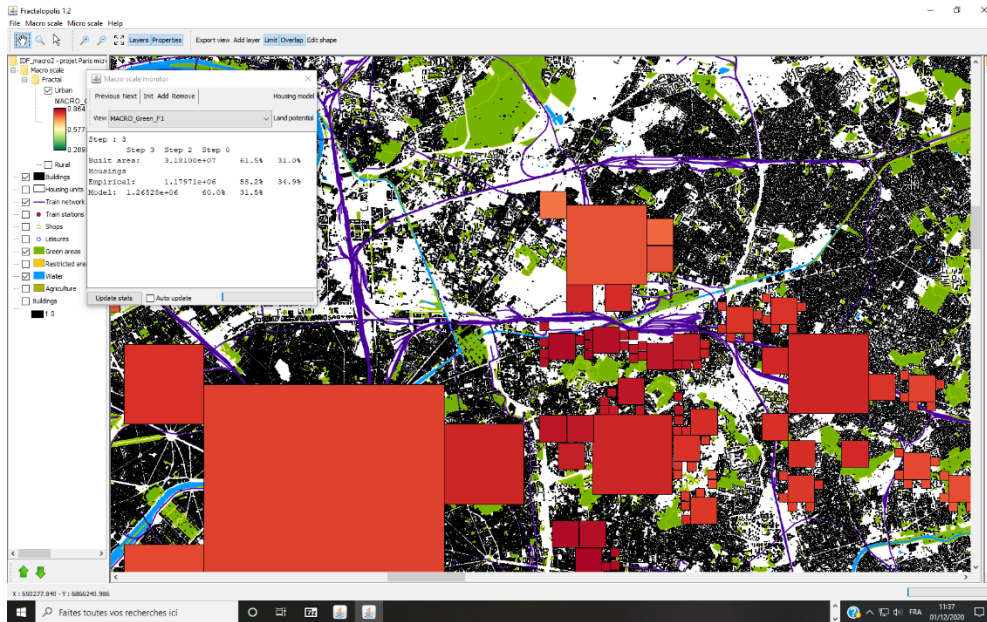 Fractalopolis 1.2
File Macro scale Micro scale Help
Layers Properties Export view Add layer Limit Overlap Edit shape
IDF_macro2 - projet Paris micro
Macro scale
Fractal
Urban
MACRO_G
0.964
0.577
0.289
Rural
Buildings
Housing units
Train network
Train stations
Shops
Leisures
Green areas
Restricted are
Water
Agriculture
Buildings
1.0
Macro scale monitor
Previous Next Init Add Remove Housing model
View MACRO_Green_F1 Land potential
Step : 3
Step 3 Step 2 Step 0
Built area: 3.18100e+07 61.5% 31.0%
Housings
Empirical: 1.17971e+06 58.2% 34.9%
Model: 1.26528e+06 60.0% 31.5%
Update stats Auto update
X : 650277.040 - Y : 6866240.986
Faites toutes vos recherches ici
FRA
11:37
01/12/2020